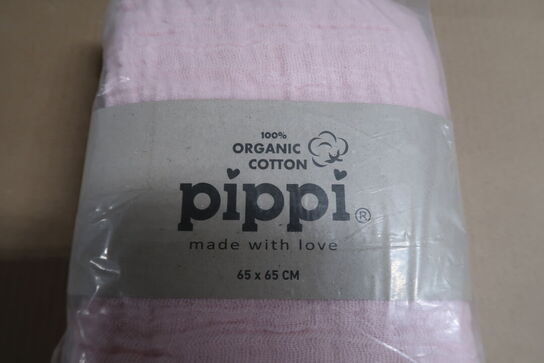 100%
ORGANIC
COTTON
pippi®
made with love
65 x 65 CM